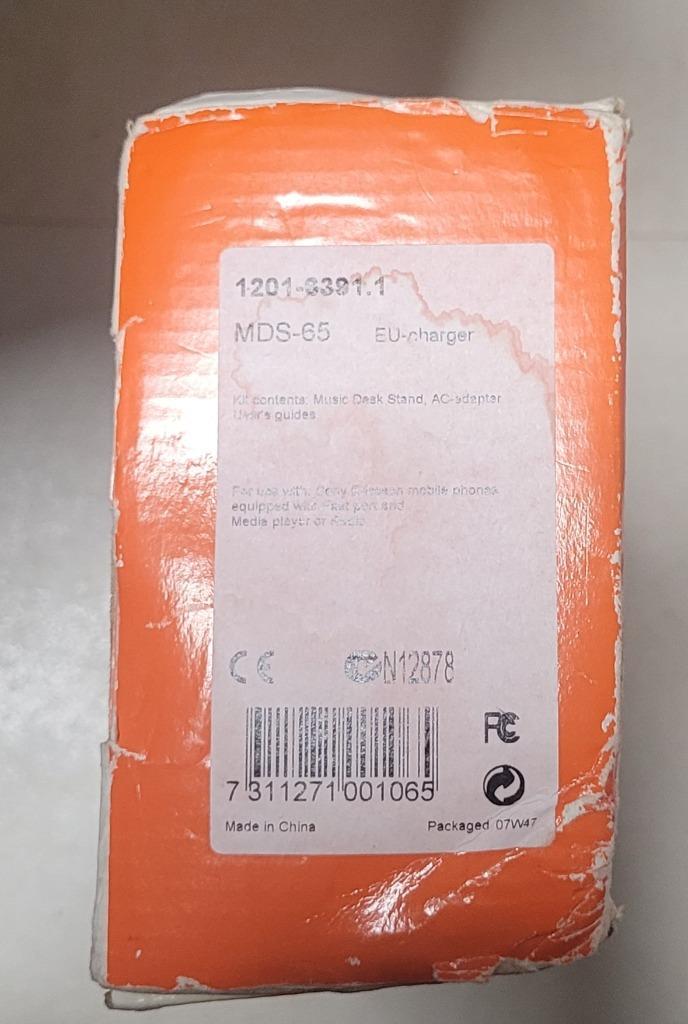 1201-8391.1
MDS-65 EU-charger
Kit contents: Music Desk Stand, AC-adapter
User's guides
For use with: Sony Ericsson mobile phones
equipped with Fast port and
Media player or Radio
CE N12878
FC
7 311271 001065
Made in China Packaged 07W47